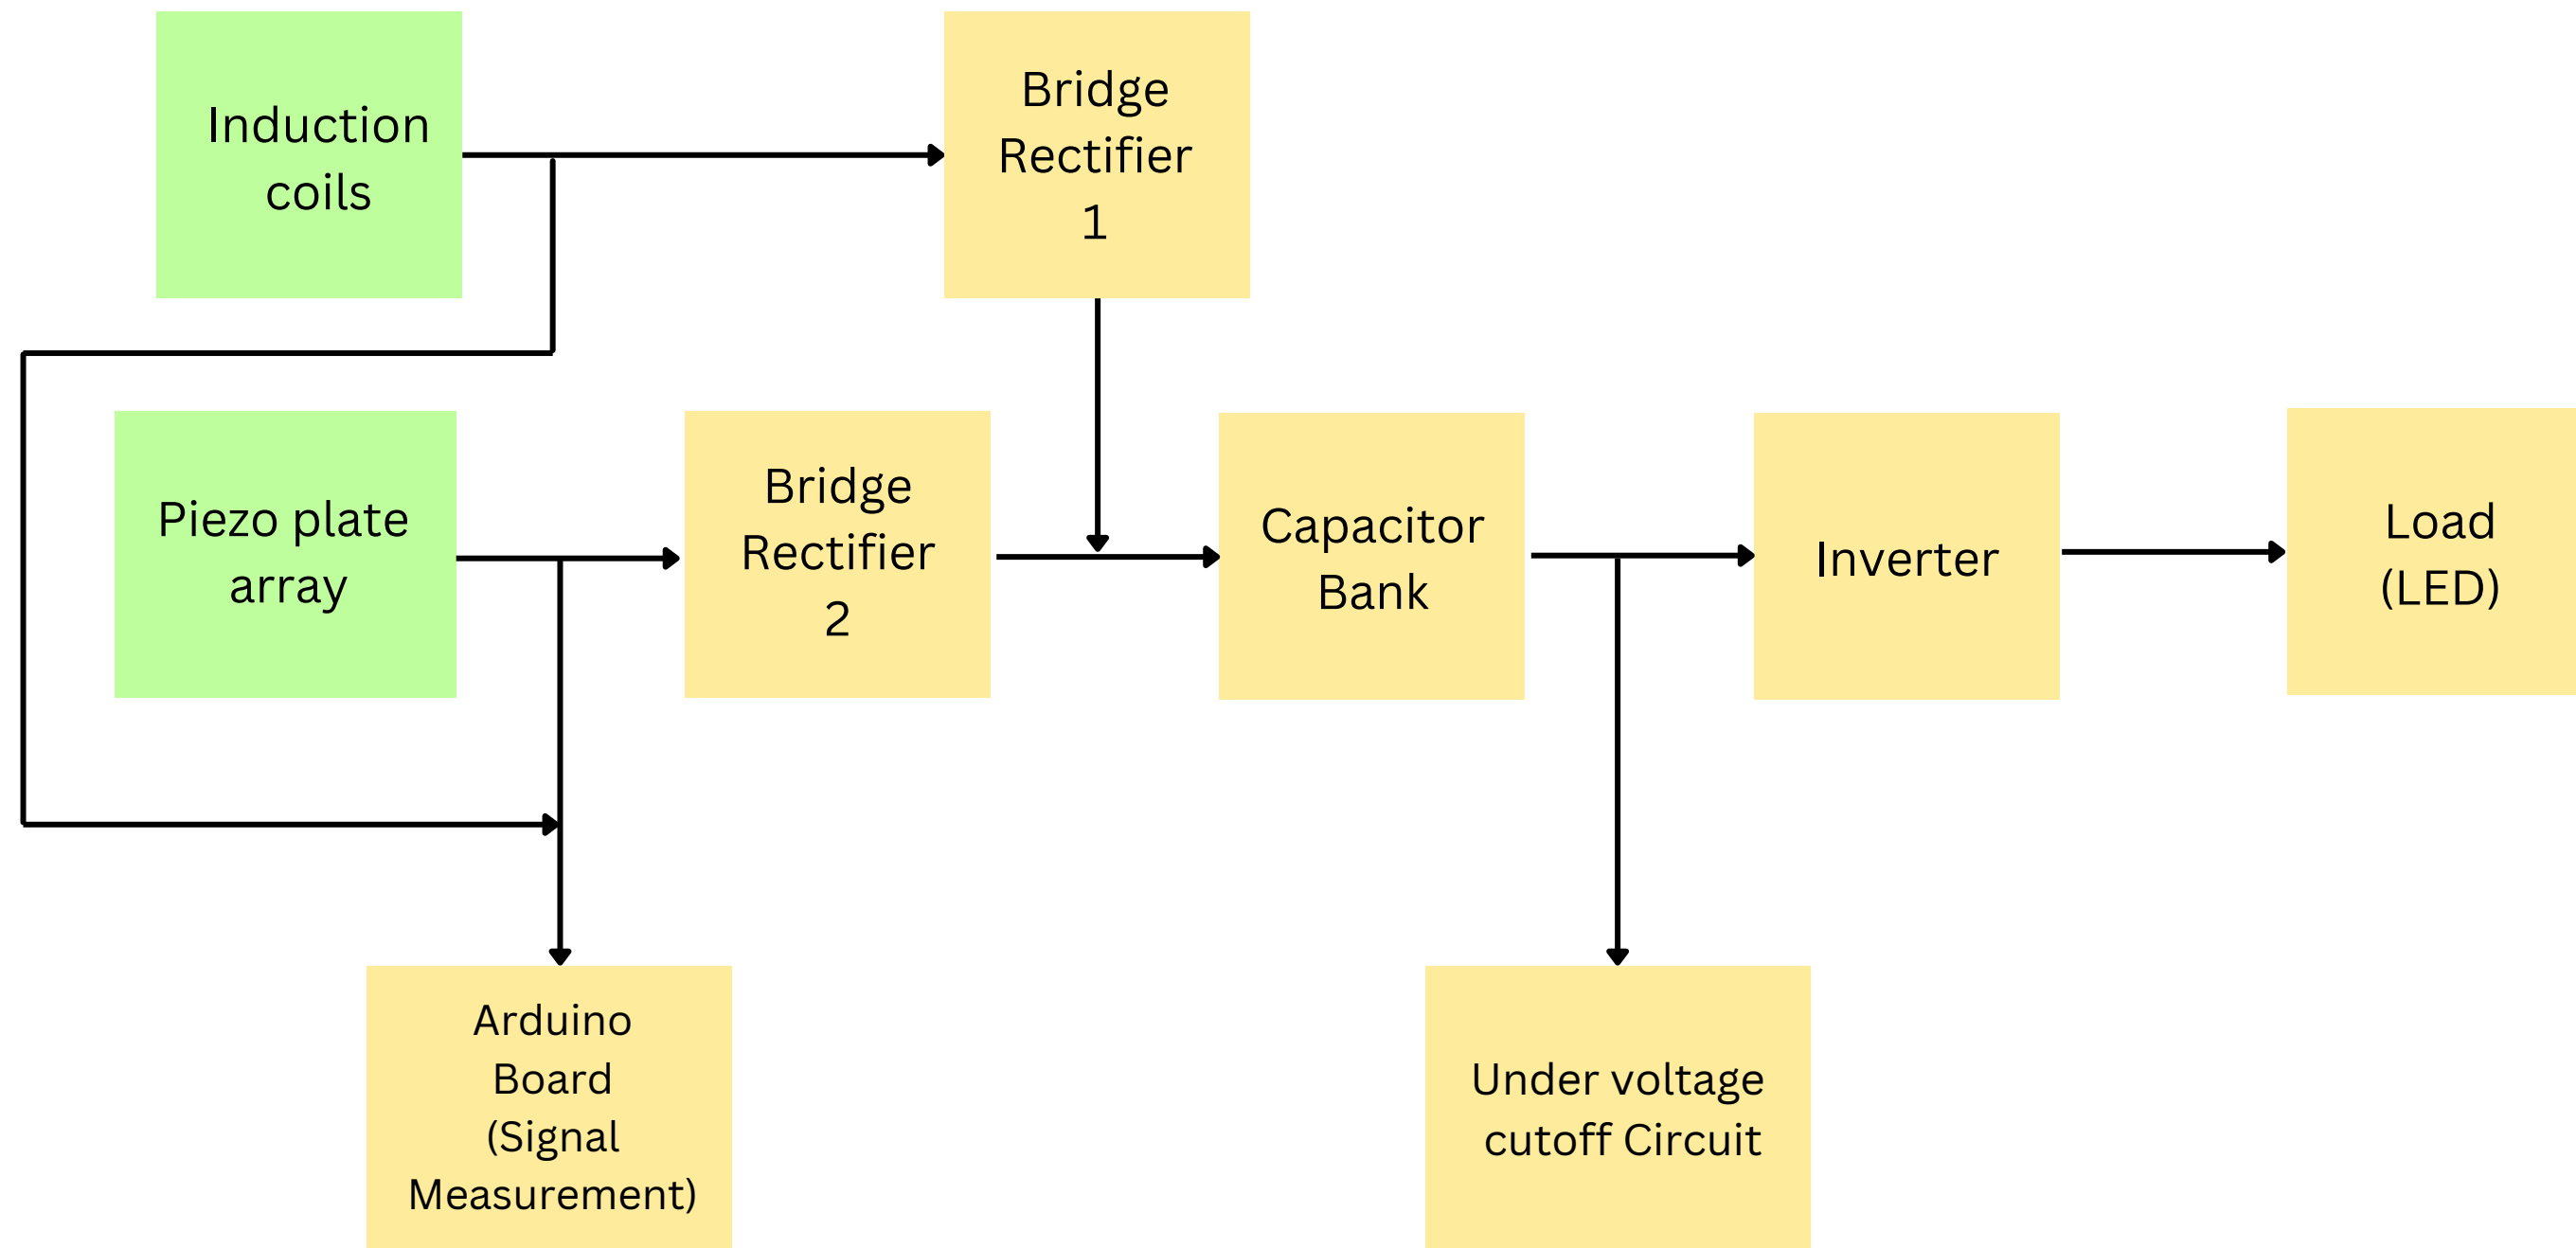 Induction
coils
Bridge
Rectifier
1
Piezo plate
array
Bridge
Rectifier
2
Capacitor
Bank
Inverter
Load
(LED)
Arduino
Board
(Signal
Measurement)
Under voltage
cutoff Circuit